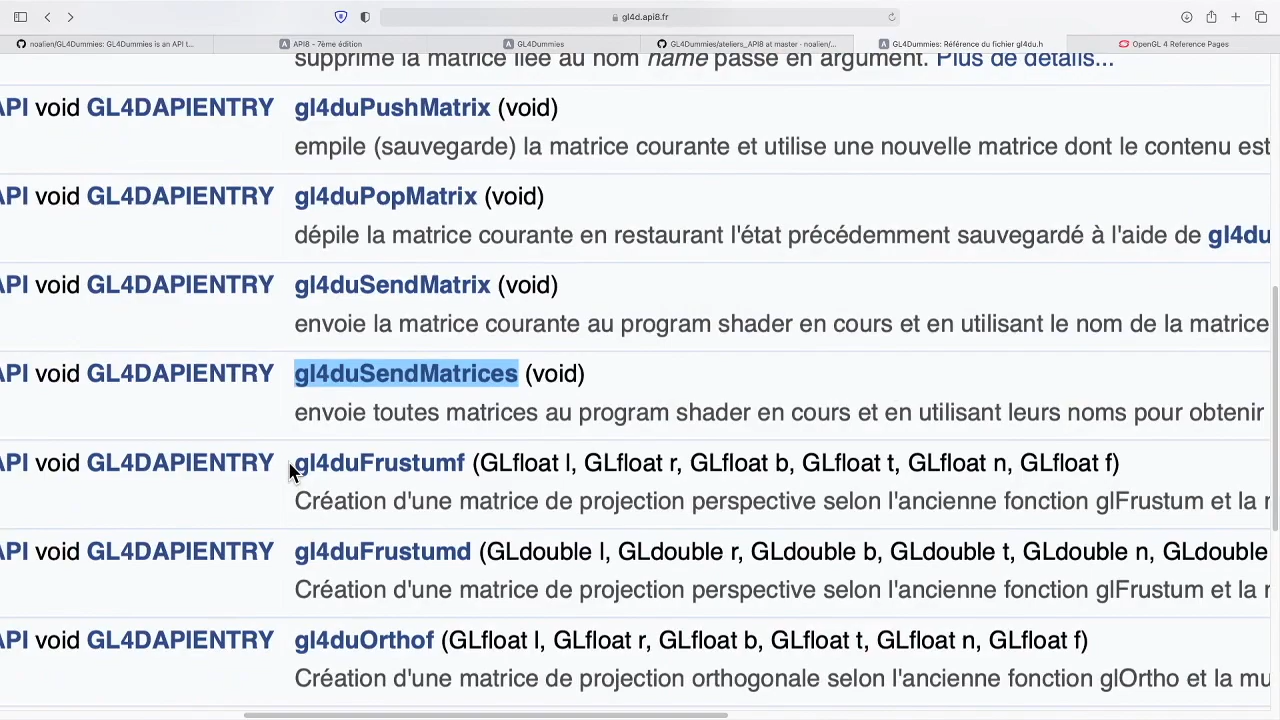 gl4d.api8.fr
noalien/GL4Dummies: GL4Dummies is an API t...
API8 - 7ème édition
GL4Dummies
GL4Dummies/ateliers_API8 at master · noalien/...
GL4Dummies: Référence du fichier gl4du.h
OpenGL 4 Reference Pages
supprime la matrice liée au nom name passé en argument. Plus de détails...
API void GL4DAPIENTRY gl4duPushMatrix (void)
empile (sauvegarde) la matrice courante et utilise une nouvelle matrice dont le contenu est
API void GL4DAPIENTRY gl4duPopMatrix (void)
dépile la matrice courante en restaurant l'état précédemment sauvegardé à l'aide de gl4du
API void GL4DAPIENTRY gl4duSendMatrix (void)
envoie la matrice courante au program shader en cours et en utilisant le nom de la matrice
API void GL4DAPIENTRY gl4duSendMatrices (void)
envoie toutes matrices au program shader en cours et en utilisant leurs noms pour obtenir
API void GL4DAPIENTRY gl4duFrustumf (GLfloat l, GLfloat r, GLfloat b, GLfloat t, GLfloat n, GLfloat f)
Création d'une matrice de projection perspective selon l'ancienne fonction glFrustum et la
API void GL4DAPIENTRY gl4duFrustumd (GLdouble l, GLdouble r, GLdouble b, GLdouble t, GLdouble n, GLdouble
Création d'une matrice de projection perspective selon l'ancienne fonction glFrustum et la
API void GL4DAPIENTRY gl4duOrthof (GLfloat l, GLfloat r, GLfloat b, GLfloat t, GLfloat n, GLfloat f)
Création d'une matrice de projection orthogonale selon l'ancienne fonction glOrtho et la mu